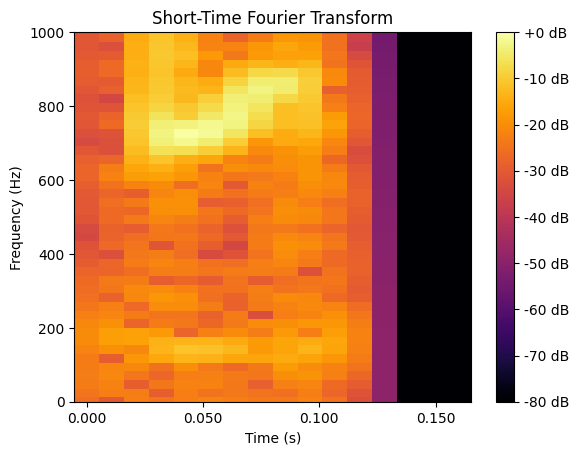 Short-Time Fourier Transform
1000
800
600
400
200
0
Frequency (Hz)
0.000
0.050
0.100
0.150
Time (s)
+0 dB
-10 dB
-20 dB
-30 dB
-40 dB
-50 dB
-60 dB
-70 dB
-80 dB